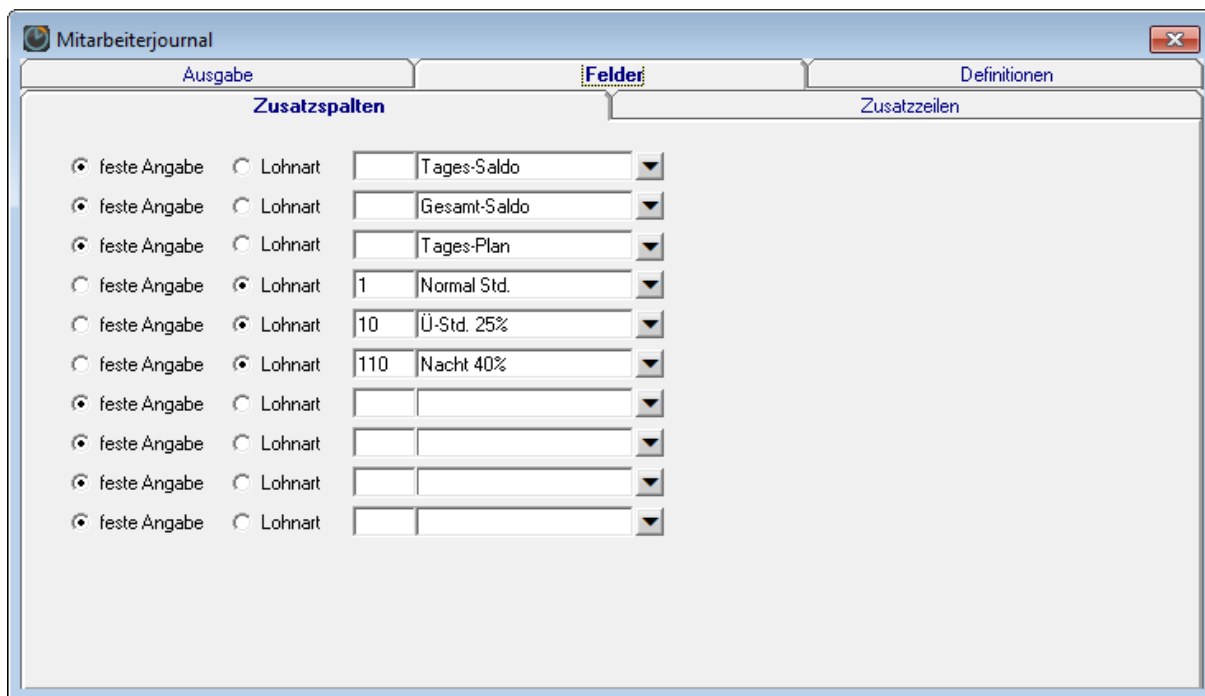 Mitarbeiterjournal
Ausgabe Felder Definitionen
Zusatzspalten Zusatzzeilen
feste Angabe Lohnart Tages-Saldo
feste Angabe Lohnart Gesamt-Saldo
feste Angabe Lohnart Tages-Plan
feste Angabe Lohnart 1 Normal Std.
feste Angabe Lohnart 10 Ü-Std. 25%
feste Angabe Lohnart 110 Nacht 40%
feste Angabe Lohnart
feste Angabe Lohnart
feste Angabe Lohnart
feste Angabe Lohnart